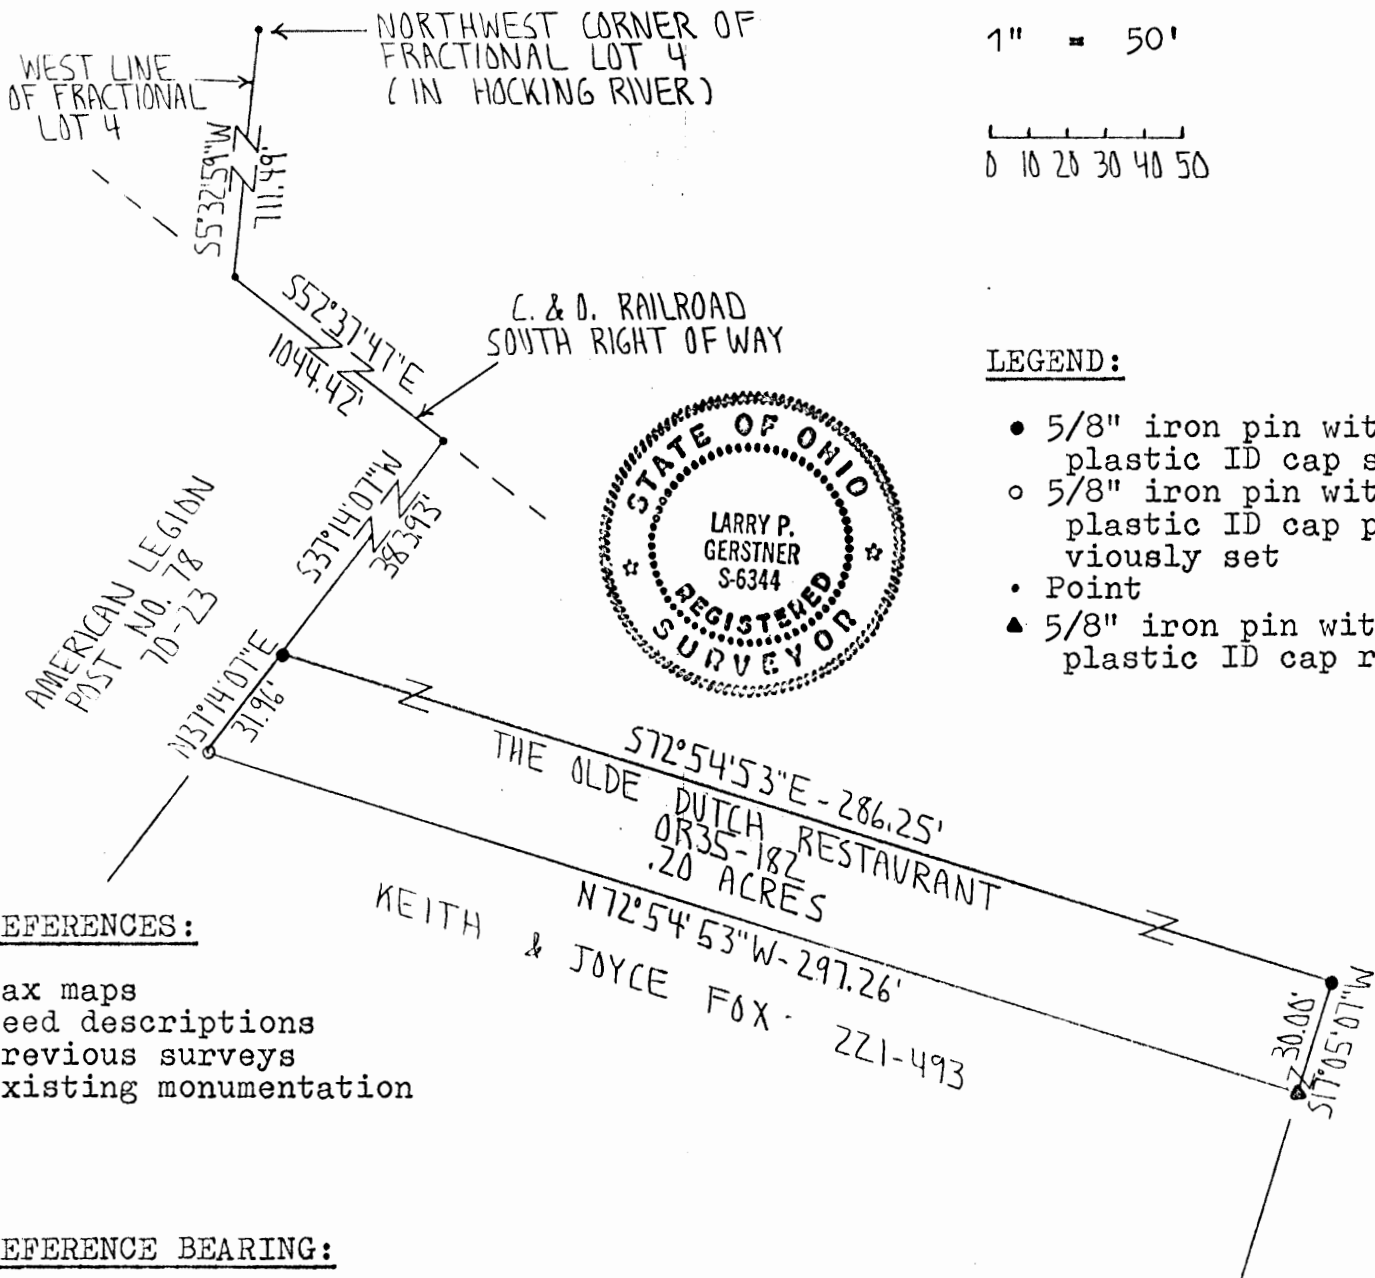 NORTHWEST CORNER OF
FRACTIONAL LOT 4
(IN HOCKING RIVER)
1" = 50'
0 10 20 30 40 50
WEST LINE
OF FRACTIONAL
LOT 4
S5°32'59"W
711.49'
S52°37'47"E
1044.42'
C. & O. RAILROAD
SOUTH RIGHT OF WAY
LEGEND:
5/8" iron pin wit
plastic ID cap s
5/8" iron pin wit
plastic ID cap p
viously set
Point
5/8" iron pin wit
plastic ID cap r
STATE OF OHIO
LARRY P.
GERSTNER
S-6344
REGISTERED
SURVEYOR
S37°14'07"W
383.93'
AMERICAN LEGION
POST NO. 78
70-23
N37°14'07"E
31.96'
S72°54'53"E - 286.25'
THE OLDE DUTCH RESTAURANT
OR35-182
.20 ACRES
N72°54'53"W - 297.26'
KEITH & JOYCE FOX
221-493
30.00'
S17°05'07"W
EFERENCES:
ax maps
eed descriptions
revious surveys
xisting monumentation
EFERENCE BEARING: